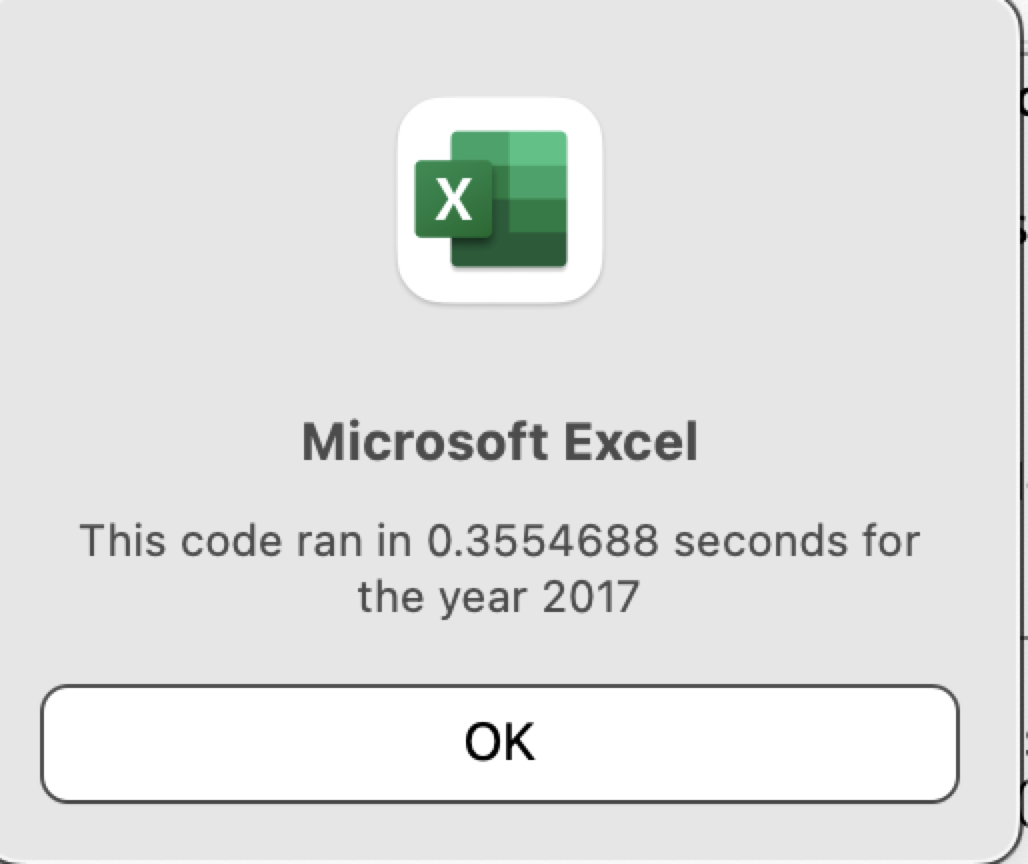 X
Microsoft Excel
This code ran in 0.3554688 seconds for
the year 2017
OK